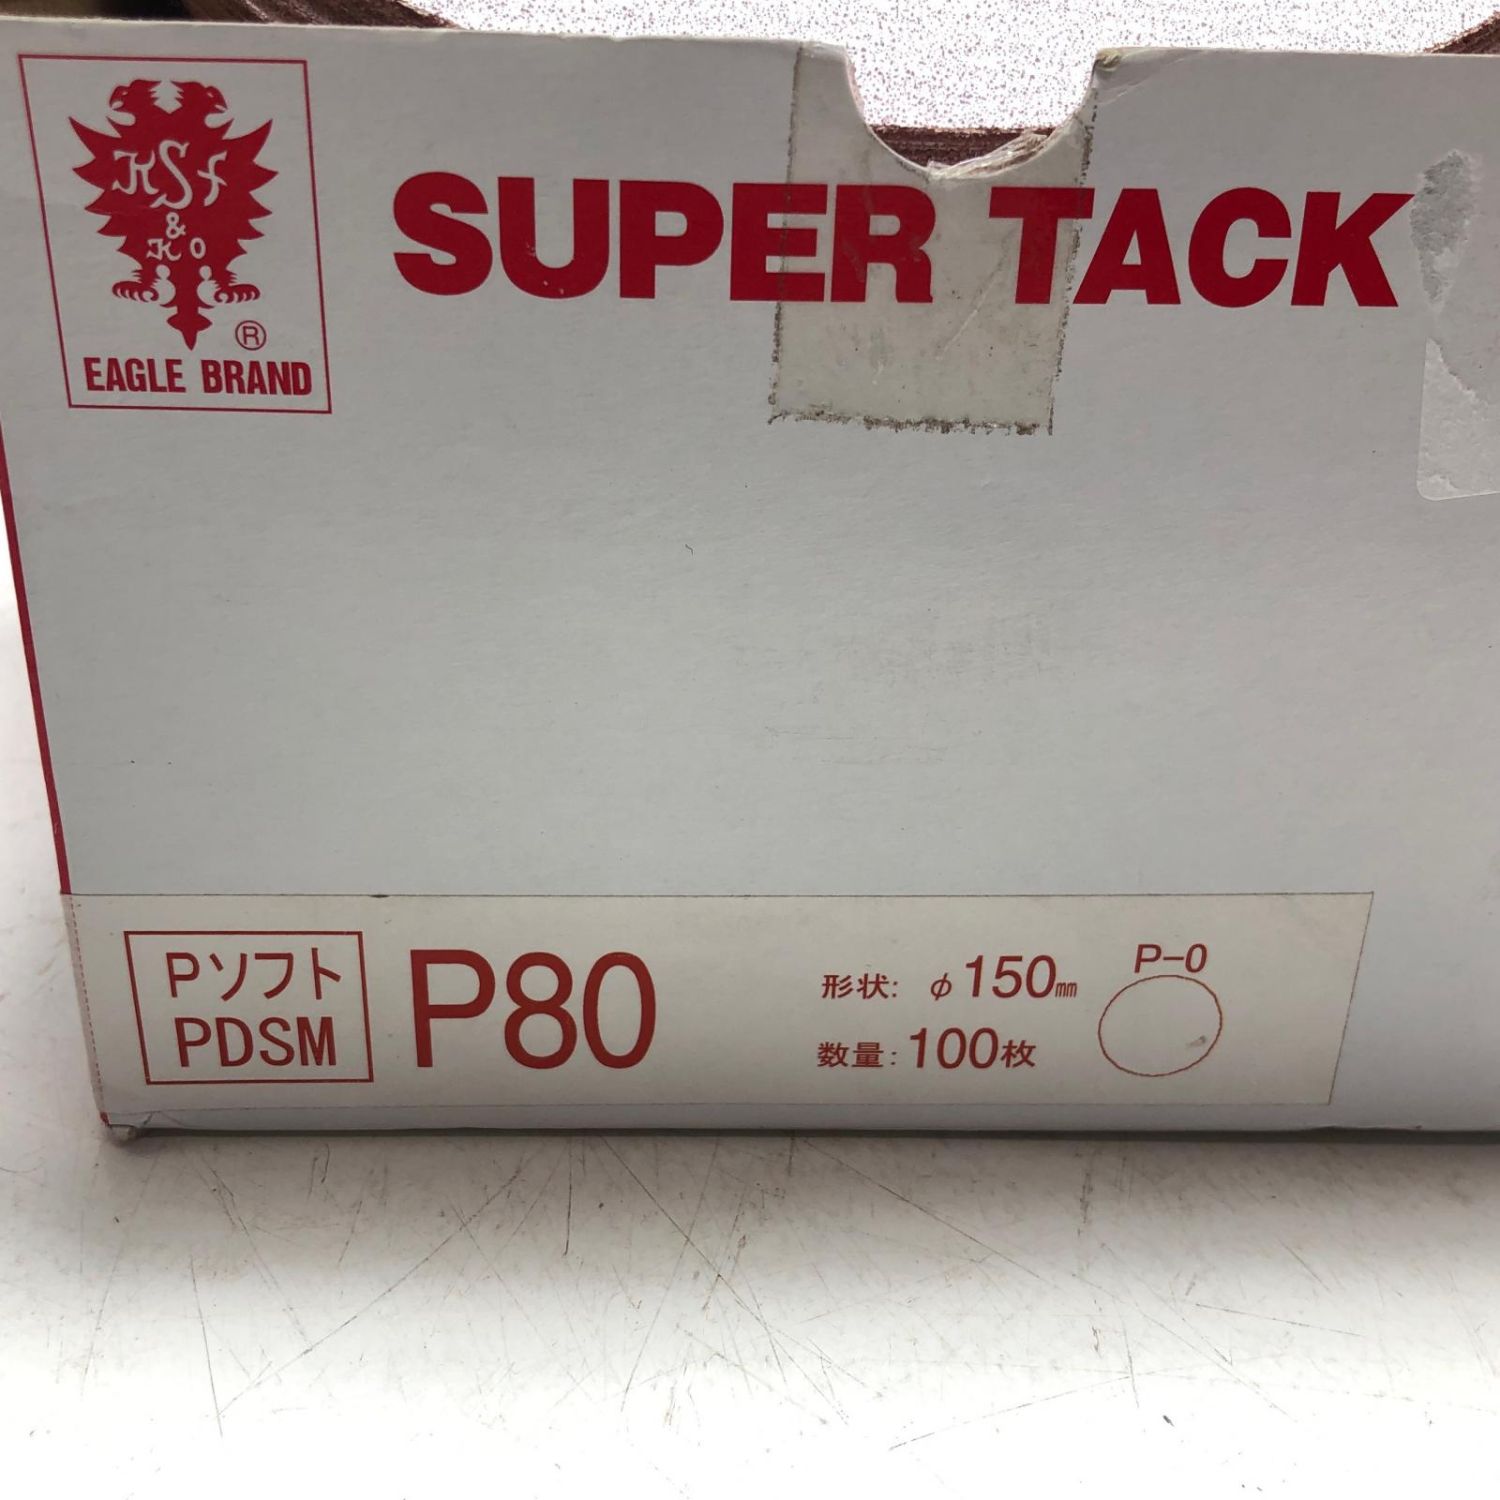 KSf
&
KO
®
EAGLE BRAND
SUPER TACK
Pソフト
PDSM
P80
形状: φ150mm
数量: 100枚
P-0